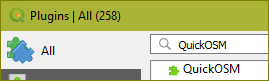 Plugins | All (258)
All
QuickOSM
QuickOSM